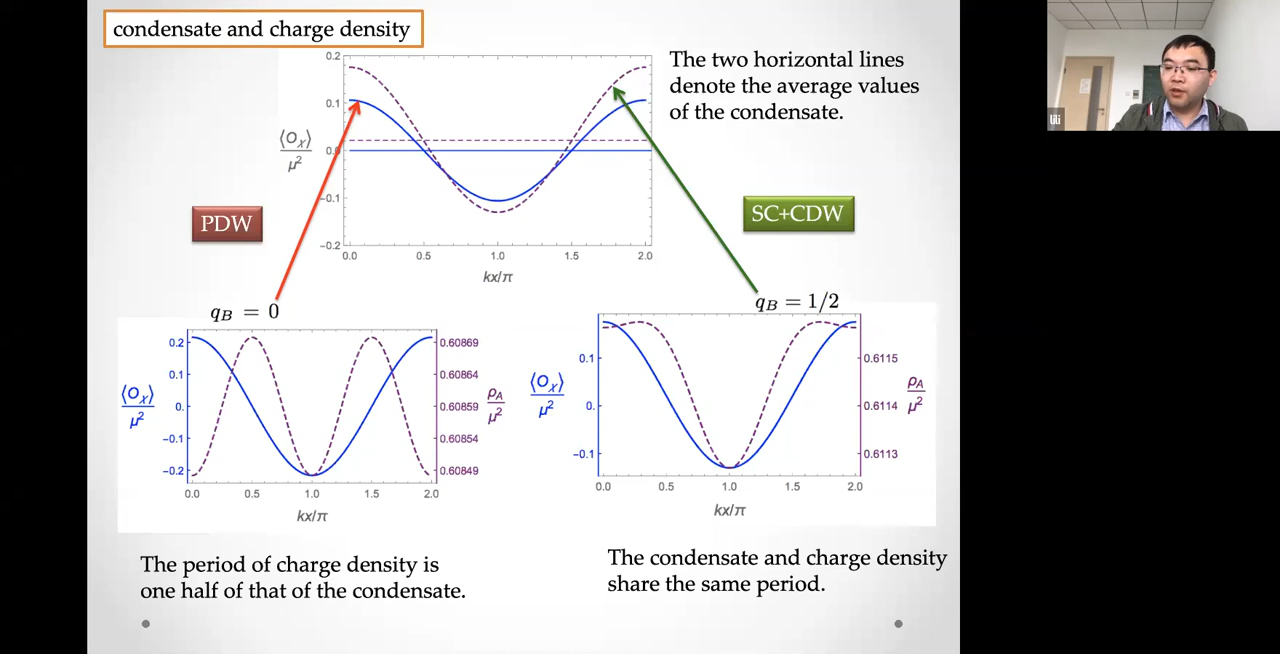 condensate and charge density
The two horizontal lines
denote the average values
of the condensate.
0.2
0.1
0.0
-0.1
-0.2
⟨O_χ⟩
μ²
0.0 0.5 1.0 1.5 2.0
kx/π
PDW
SC+CDW
q_B = 0
q_B = 1/2
0.2
0.1
0.
-0.1
-0.2
⟨O_χ⟩
μ²
0.60869
0.60864
0.60859
0.60854
0.60849
ρ_A
μ²
0.0 0.5 1.0 1.5 2.0
kx/π
0.1
0.
-0.1
⟨O_χ⟩
μ²
0.6115
0.6114
0.6113
ρ_A
μ²
0.0 0.5 1.0 1.5 2.0
kx/π
The period of charge density is
one half of that of the condensate.
The condensate and charge density
share the same period.